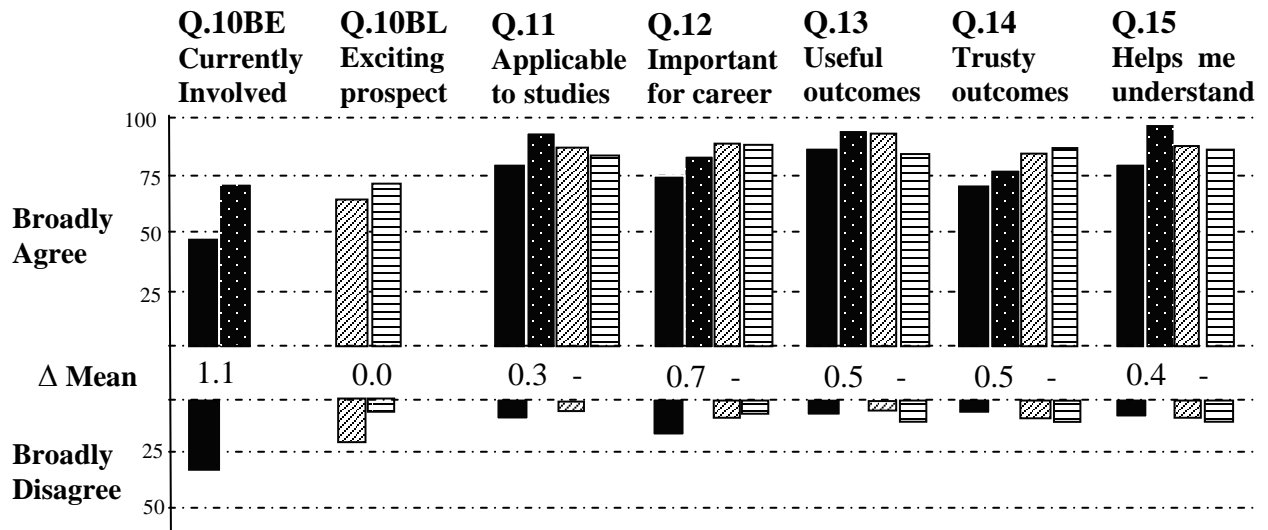 Q.10BE Q.10BL Q.11 Q.12 Q.13 Q.14 Q.15
Currently Exciting Applicable Important Useful Trusty Helps me
Involved prospect to studies for career outcomes outcomes understand
100
75
Broadly
Agree
50
25
Δ Mean 1.1 0.0 0.3 - 0.7 - 0.5 - 0.5 - 0.4 -
25
Broadly
Disagree
50